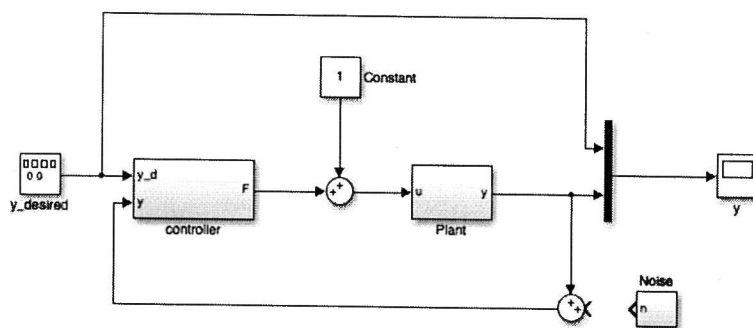 1
Constant
y_desired
y_d
y
F
controller
+
+
u
y
Plant
y
+
+
Noise
n